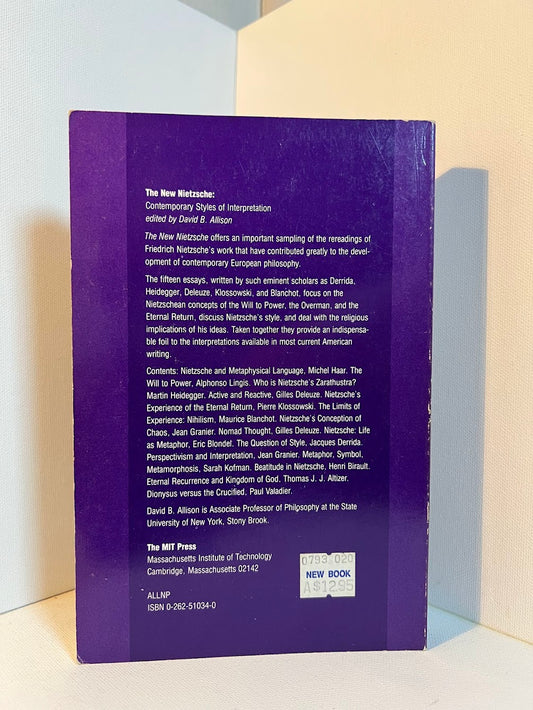 The New Nietzsche:
Contemporary Styles of Interpretation
edited by David B. Allison
The New Nietzsche offers an important sampling of the rereadings of
Friedrich Nietzsche's work that have contributed greatly to the devel-
opment of contemporary European philosophy.
The fifteen essays, written by such eminent scholars as Derrida,
Heidegger, Deleuze, Klossowski, and Blanchot, focus on the
Nietzschean concepts of the Will to Power, the Overman, and the
Eternal Return, discuss Nietzsche's style, and deal with the religious
implications of his ideas. Taken together they provide an indispensa-
ble foil to the interpretations available in most current American
writing.
Contents: Nietzsche and Metaphysical Language, Michel Haar. The
Will to Power, Alphonso Lingis. Who is Nietzsche's Zarathustra?
Martin Heidegger. Active and Reactive, Gilles Deleuze. Nietzsche's
Experience of the Eternal Return, Pierre Klossowski. The Limits of
Experience: Nihilism, Maurice Blanchot. Nietzsche's Conception of
Chaos, Jean Granier. Nomad Thought, Gilles Deleuze. Nietzsche: Life
as Metaphor, Eric Blondel. The Question of Style, Jacques Derrida.
Perspectivism and Interpretation, Jean Granier. Metaphor, Symbol,
Metamorphosis, Sarah Kofman. Beatitude in Nietzsche, Henri Birault.
Eternal Recurrence and Kingdom of God. Thomas J. J. Altizer.
Dionysus versus the Crucified, Paul Valadier.
David B. Allison is Associate Professor of Philosophy at the State
University of New York, Stony Brook.
The MIT Press
Massachusetts Institute of Technology
Cambridge, Massachusetts 02142
0793 020
NEW BOOK
A$12.95
ALLNP
ISBN 0-262-51034-0